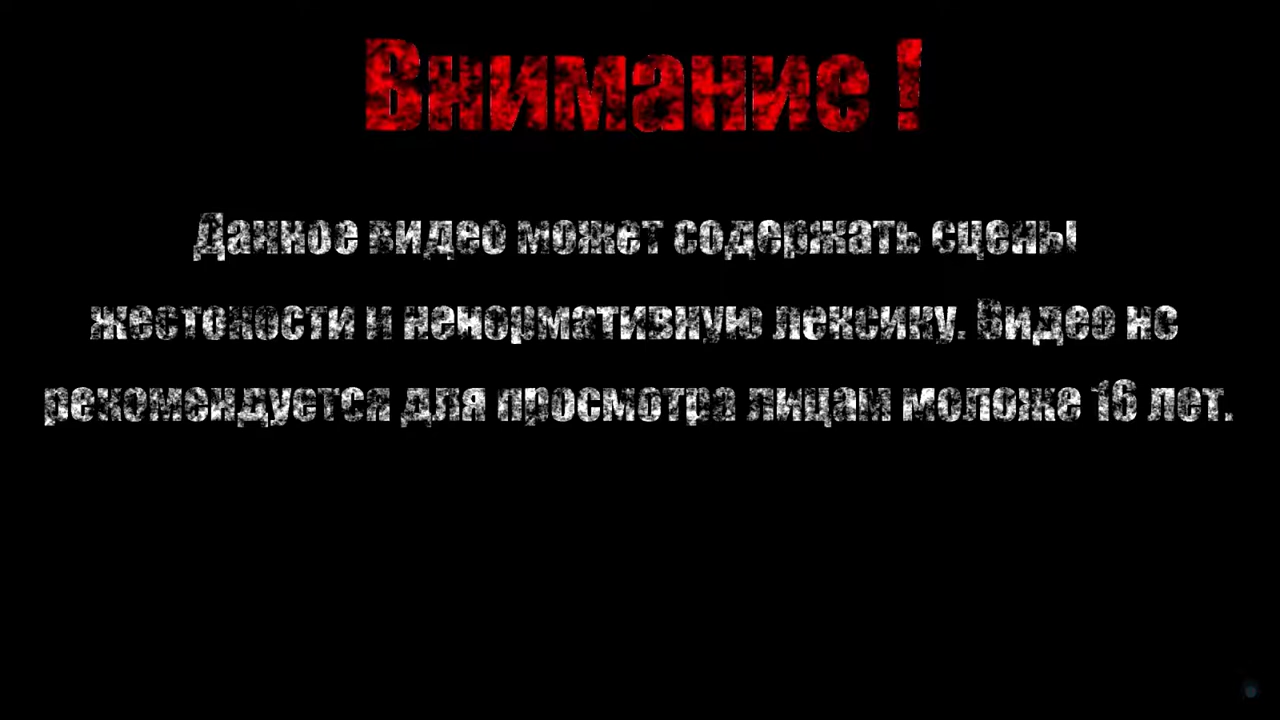 Внимание !
Данное видео может содержать сцены
жестокости и ненормативную лексику. Видео не
рекомендуется для просмотра лицам моложе 16 лет.